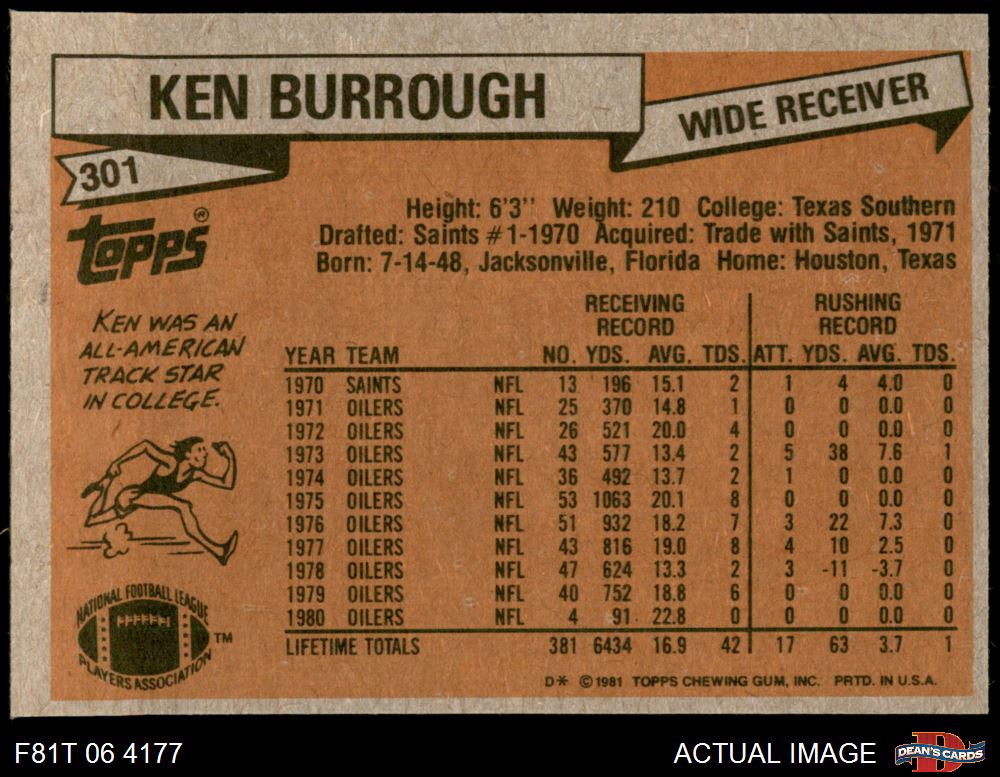 KEN BURROUGH
WIDE RECEIVER
301
topps®
Height: 6'3'' Weight: 210 College: Texas Southern
Drafted: Saints #1-1970 Acquired: Trade with Saints, 1971
Born: 7-14-48, Jacksonville, Florida Home: Houston, Texas
KEN WAS AN
ALL-AMERICAN
TRACK STAR
IN COLLEGE.
RECEIVING RECORD RUSHING RECORD
YEAR TEAM NO. YDS. AVG. TDS. ATT. YDS. AVG. TDS.
1970 SAINTS NFL 13 196 15.1 2 1 4 4.0 0
1971 OILERS NFL 25 370 14.8 1 0 0 0.0 0
1972 OILERS NFL 26 521 20.0 4 0 0 0.0 0
1973 OILERS NFL 43 577 13.4 2 5 38 7.6 1
1974 OILERS NFL 36 492 13.7 2 1 0 0.0 0
1975 OILERS NFL 53 1063 20.1 8 0 0 0.0 0
1976 OILERS NFL 51 932 18.2 7 3 22 7.3 0
1977 OILERS NFL 43 816 19.0 8 4 10 2.5 0
1978 OILERS NFL 47 624 13.3 2 3 -11 -3.7 0
1979 OILERS NFL 40 752 18.8 6 0 0 0.0 0
1980 OILERS NFL 4 91 22.8 0 0 0 0.0 0
LIFETIME TOTALS 381 6434 16.9 42 17 63 3.7 1
NATIONAL FOOTBALL LEAGUE
PLAYERS ASSOCIATION
TM
D* ©1981 TOPPS CHEWING GUM, INC. PRTD. IN U.S.A.
F81T 06 4177
ACTUAL IMAGE
D
DEAN'S CARDS